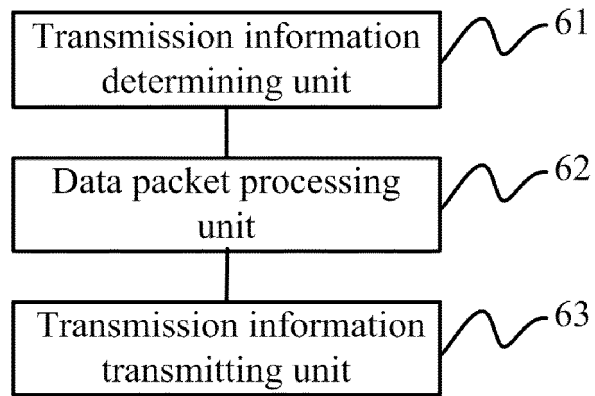 Transmission information
determining unit
61
Data packet processing
unit
62
Transmission information
transmitting unit
63